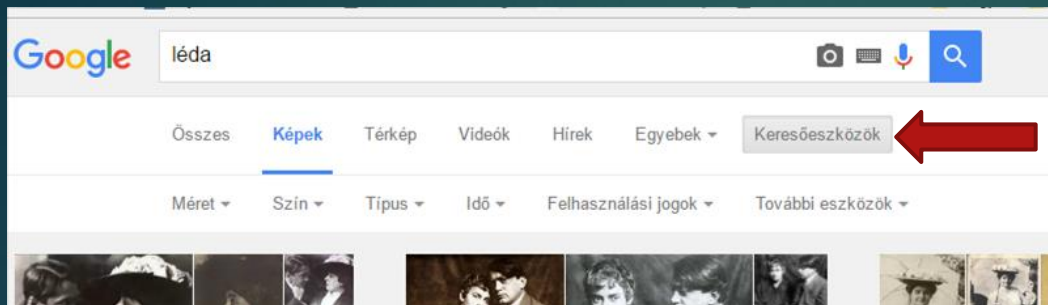 Google léda
Összes Képek Térkép Videók Hírek Egyebek Keresőeszközök
Méret Szín Típus Idő Felhasználási jogok További eszközök